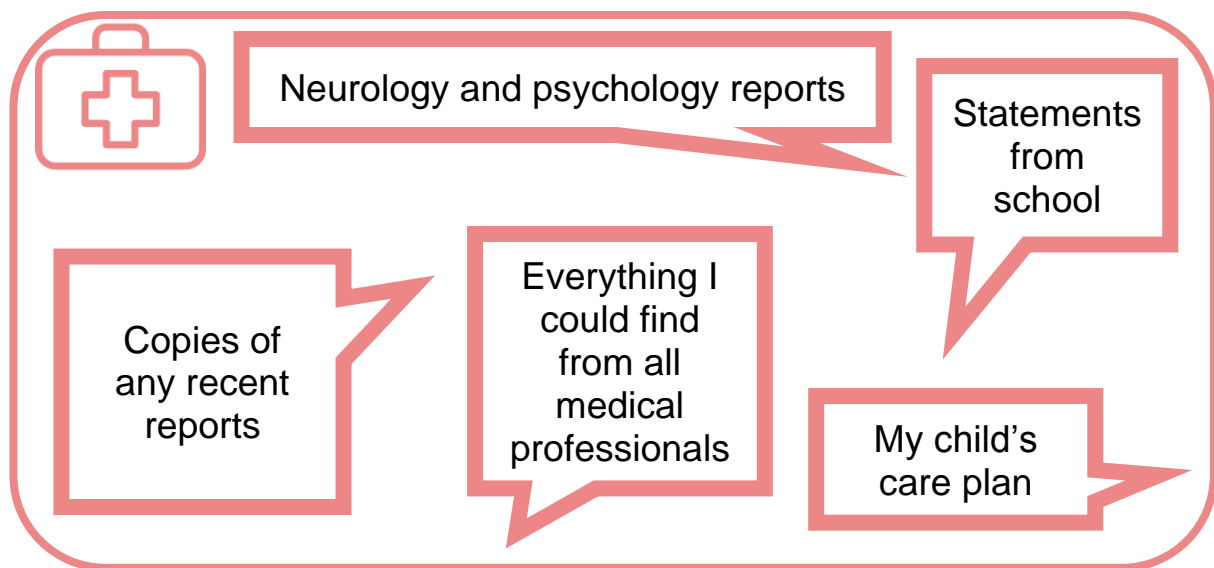 Neurology and psychology reports
Statements
from
school
Copies of
any recent
reports
Everything I
could find
from all
medical
professionals
My child’s
care plan